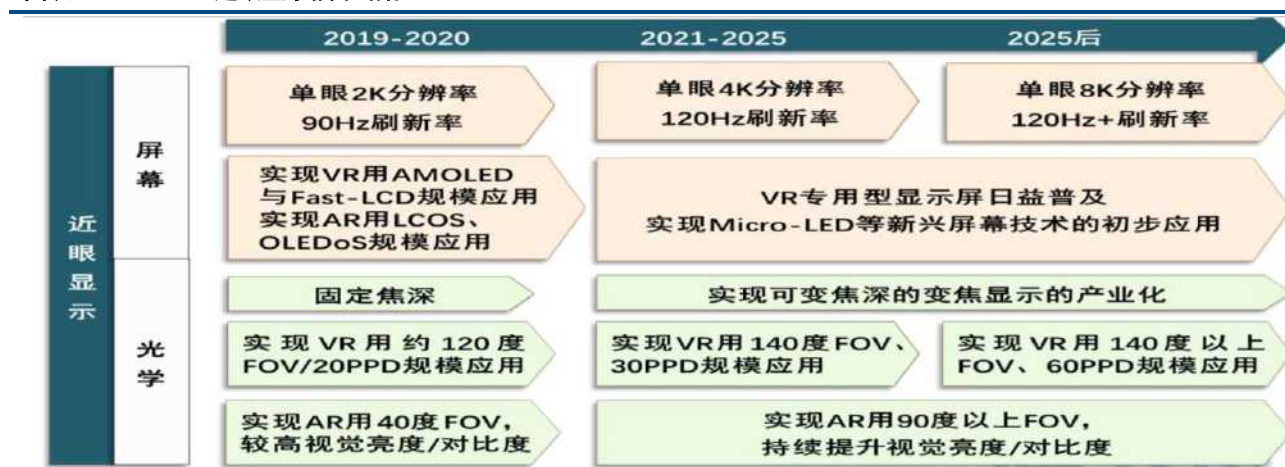 2019-2020
2021-2025
2025后
近眼显示
屏幕
单眼2K分辨率
90Hz刷新率
单眼4K分辨率
120Hz刷新率
单眼8K分辨率
120Hz+刷新率
实现VR用AMOLED
与Fast-LCD规模应用
实现AR用LCOS、
OLEDoS规模应用
VR专用型显示屏日益普及
实现Micro-LED等新兴屏幕技术的初步应用
光学
固定焦深
实现可变焦深的变焦显示的产业化
实现VR用约120度
FOV/20PPD规模应用
实现VR用140度FOV、
30PPD规模应用
实现VR用140度以上
FOV、60PPD规模应用
实现AR用40度FOV，
较高视觉亮度/对比度
实现AR用90度以上FOV，
持续提升视觉亮度/对比度